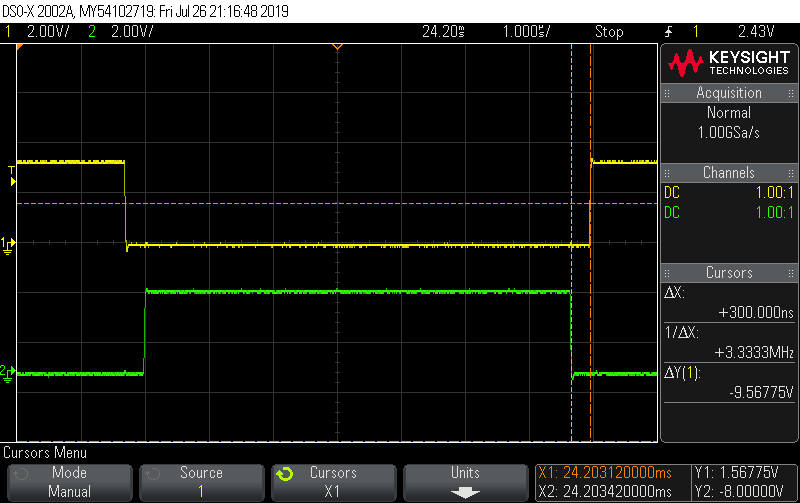 DSO-X 2002A, MY54102719: Fri Jul 26 21:16:48 2019
1 2.00V/ 2 2.00V/ 24.20ms 1.000us/ Stop 1 2.43V
KEYSIGHT
TECHNOLOGIES
Acquisition
Normal
1.00GSa/s
Channels
DC 1.00:1
DC 1.00:1
Cursors
ΔX:
+300.000ns
1/ΔX:
+3.3333MHz
ΔY(1):
-9.56775V
T
1
2
Cursors Menu
Mode
Manual
Source
1
Cursors
X1
Units
X1: 24.203120000ms
X2: 24.203420000ms
Y1: 1.56775V
Y2: -8.00000V